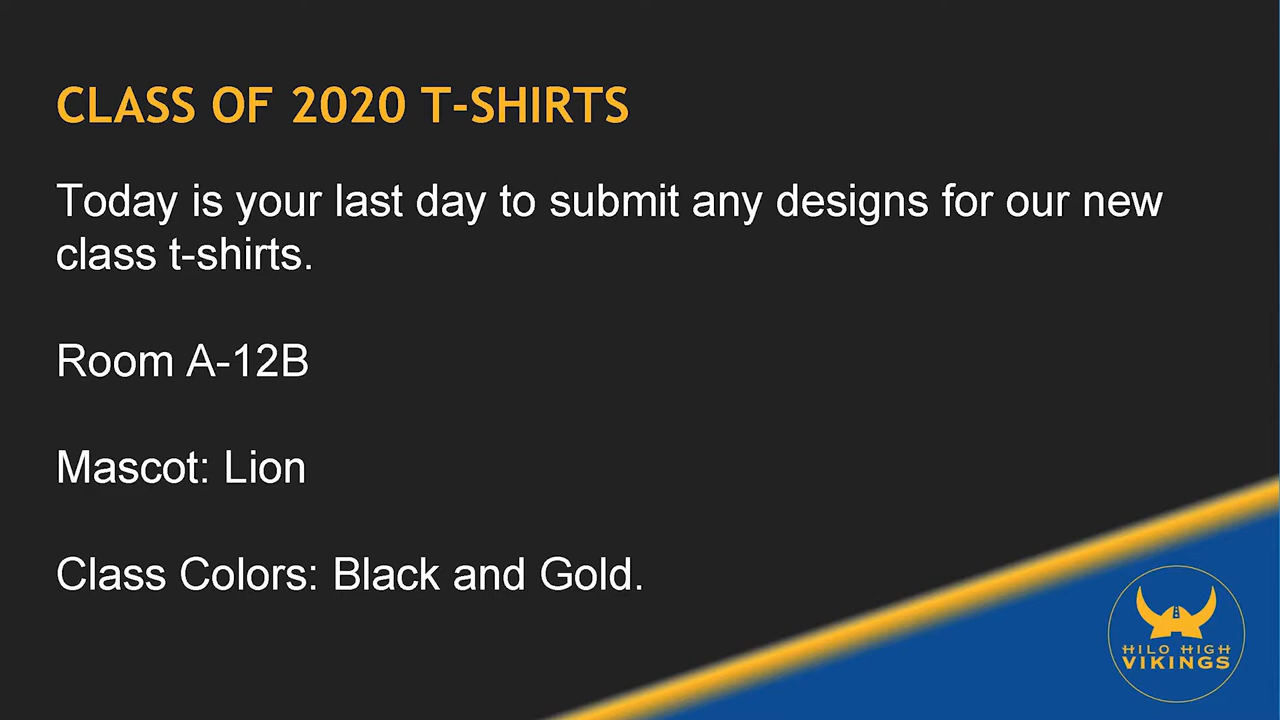 CLASS OF 2020 T-SHIRTS
Today is your last day to submit any designs for our new
class t-shirts.
Room A-12B
Mascot: Lion
Class Colors: Black and Gold.
HILO HIGH
VIKINGS